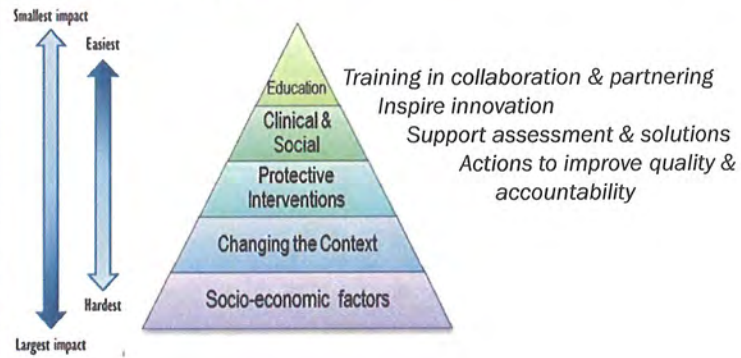 Smallest impact
Easiest
Education
Clinical &
Social
Protective
Interventions
Changing the Context
Socio-economic factors
Hardest
Largest impact
Training in collaboration & partnering
Inspire innovation
Support assessment & solutions
Actions to improve quality &
accountability